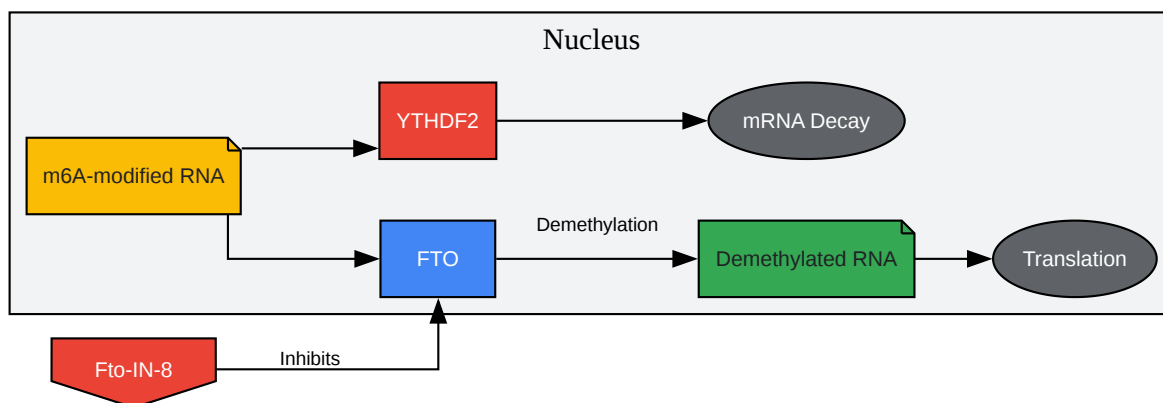 Nucleus
YTHDF2
mRNA Decay
m6A-modified RNA
Demethylation
FTO
Demethylated RNA
Translation
Inhibits
Fto-IN-8